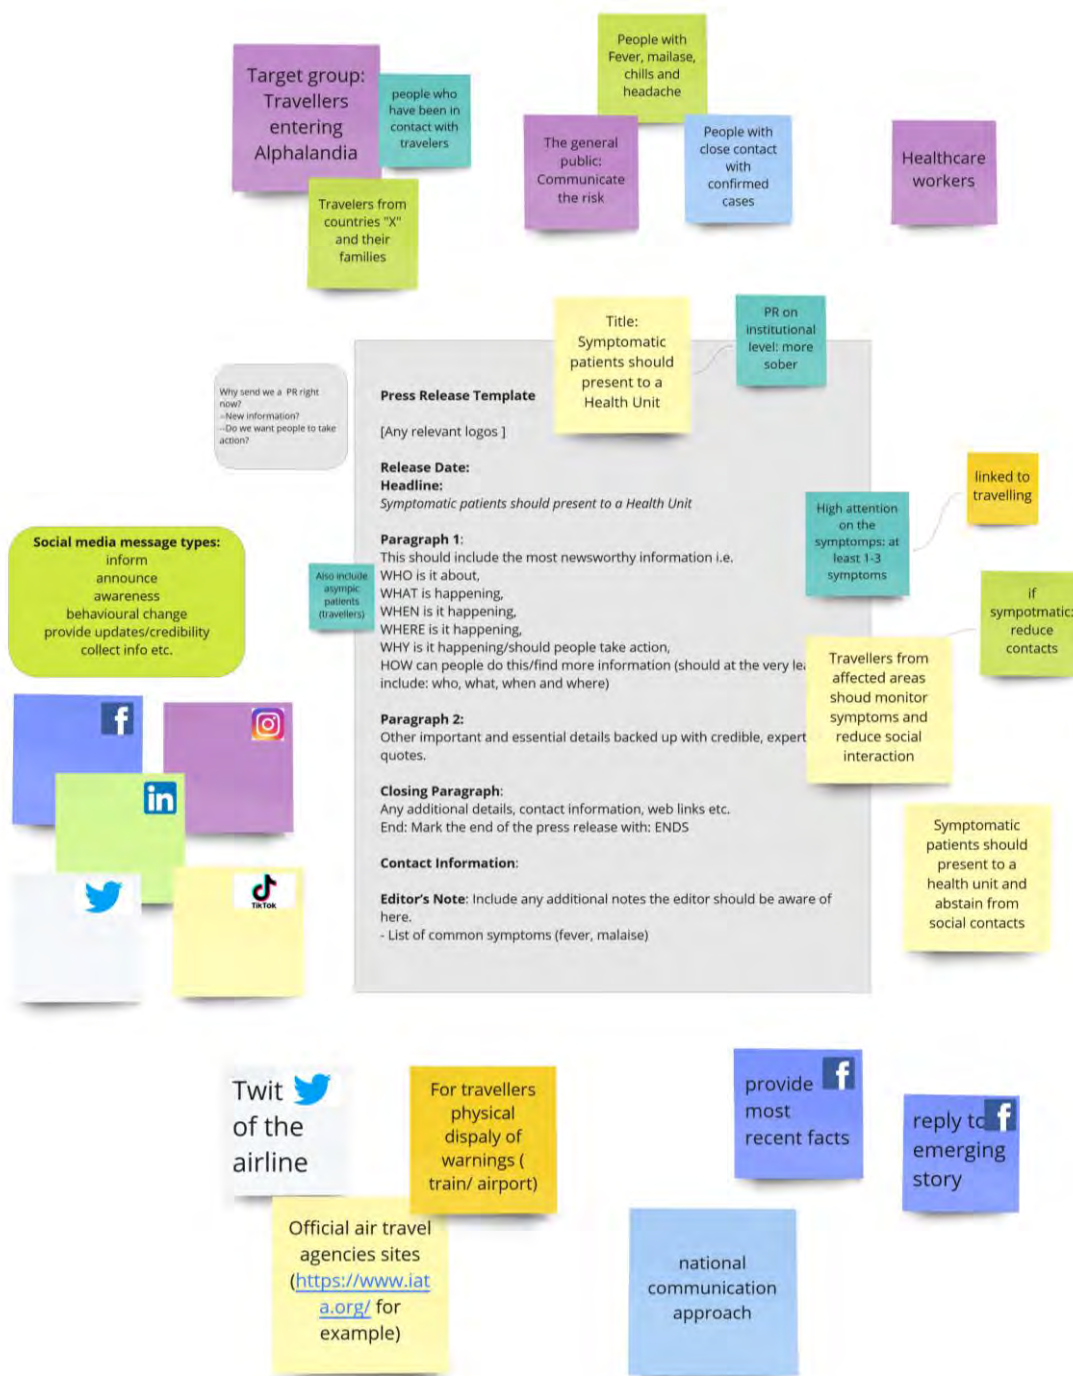 Target group:
Travellers
entering
Alphalandia
people who
have been in
contact with
travelers
Travelers from
countries "X"
and their
families
People with
Fever, mailase,
chills and
headache
The general
public:
Communicate
the risk
People with
close contact
with
confirmed
cases
Healthcare
workers
Title:
Symptomatic
patients should
present to a
Health Unit
PR on
institutional
level: more
sober
Why send we a PR right
now?
--New information?
--Do we want people to take
action?
Press Release Template
[Any relevant logos ]
Release Date:
Headline:
Symptomatic patients should present to a Health Unit
Paragraph 1:
This should include the most newsworthy information i.e.
WHO is it about,
WHAT is happening,
WHEN is it happening,
WHERE is it happening,
WHY is it happening/should people take action,
HOW can people do this/find more information (should at the very lea
include: who, what, when and where)
Paragraph 2:
Other important and essential details backed up with credible, expert
quotes.
Closing Paragraph:
Any additional details, contact information, web links etc.
End: Mark the end of the press release with: ENDS
Contact Information:
Editor's Note: Include any additional notes the editor should be aware of
here.
- List of common symptoms (fever, malaise)
Also include
asympic
patients
(travellers)
linked to
travelling
High attention
on the
symptomps: at
least 1-3
symptoms
if
sympotmatic:
reduce
contacts
Travellers from
affected areas
shoud monitor
symptoms and
reduce social
interaction
Symptomatic
patients should
present to a
health unit and
abstain from
social contacts
Social media message types:
inform
announce
awareness
behavioural change
provide updates/credibility
collect info etc.
f
in
TikTok
Twit
of the
airline
For travellers
physical
dispaly of
warnings (
train/ airport)
Official air travel
agencies sites
(https://www.iat
a.org/ for
example)
provide f
most
recent facts
reply to f
emerging
story
national
communication
approach